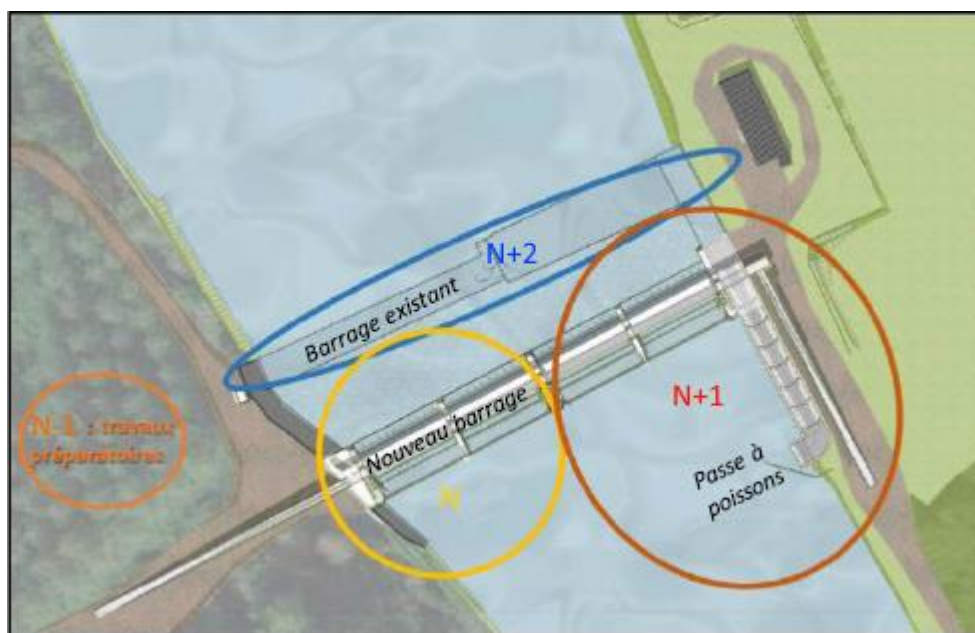 N+2
Barrage existant
N-1 : travaux
préparatoires
Nouveau barrage
N
N+1
Passe à
poissons